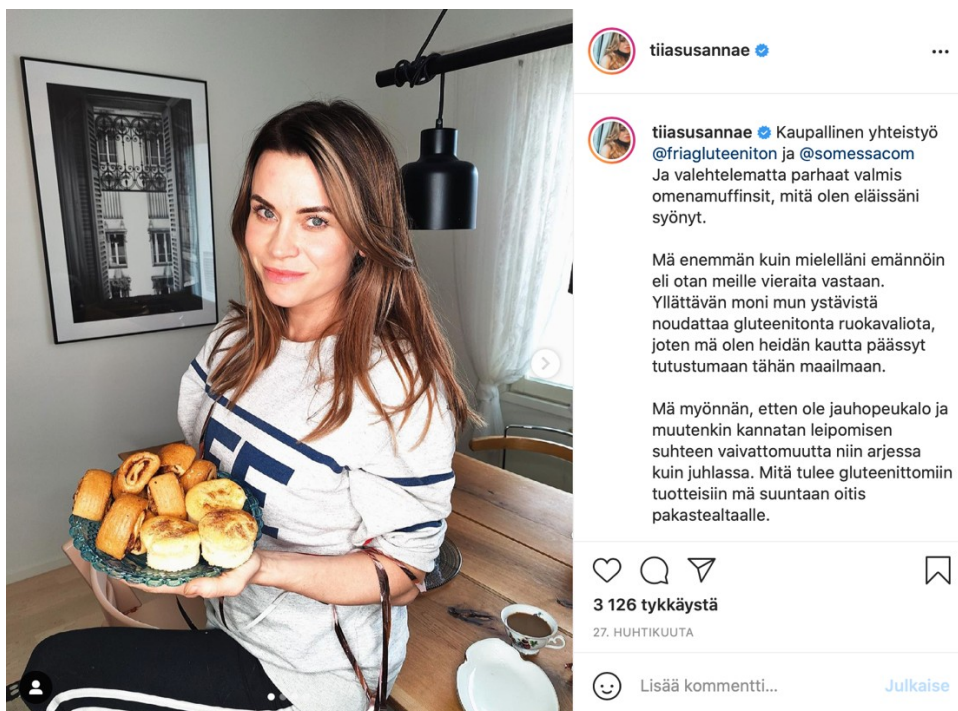 tiiasusannae
tiiasusannae Kaupallinen yhteistyö
@friagluteeniton ja @somessacom
Ja valehtelematta parhaat valmis
omenamuffinsit, mitä olen eläissäni
syönyt.
Mä enemmän kuin mielelläni emännöin
eli otan meille vieraita vastaan.
Yllättävän moni mun ystävistä
noudattaa gluteenitonta ruokavaliota,
joten mä olen heidän kautta päässyt
tutustumaan tähän maailmaan.
Mä myönnän, etten ole jauhopeukalo ja
muutenkin kannatan leipomisen
suhteen vaivattomuutta niin arjessa
kuin juhlassa. Mitä tulee gluteenittomiin
tuotteisiin mä suuntaan oitis
pakastealtaalle.
3 126 tykkäystä
27. HUHTIKUUTA
Lisää kommentti... Julkaise